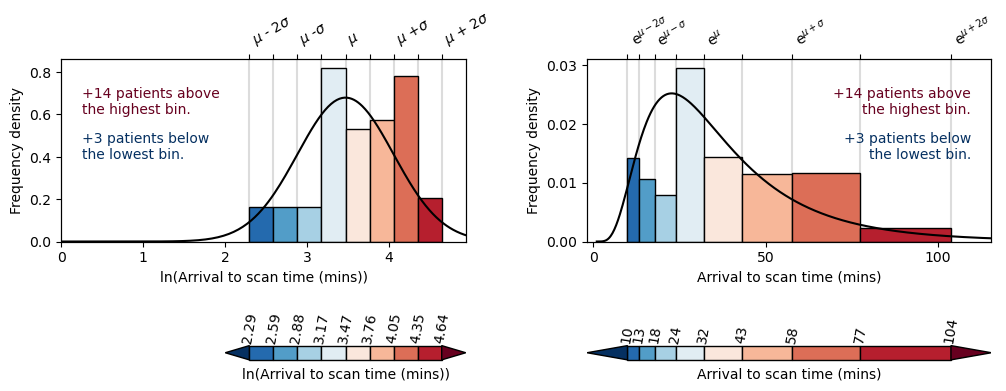 μ - 2σ μ -σ μ μ +σ μ + 2σ
0.8
0.6
0.4
0.2
0.0
Frequency density
+14 patients above
the highest bin.
+3 patients below
the lowest bin.
0 1 2 3 4
ln(Arrival to scan time (mins))
2.29 2.59 2.88 3.17 3.47 3.76 4.05 4.35 4.64
ln(Arrival to scan time (mins))
e^μ−2σ e^μ−σ e^μ e^μ+σ e^μ+2σ
0.03
0.02
0.01
0.00
Frequency density
+14 patients above
the highest bin.
+3 patients below
the lowest bin.
0 50 100
Arrival to scan time (mins)
10 13 18 24 32 43 58 77 104
Arrival to scan time (mins)